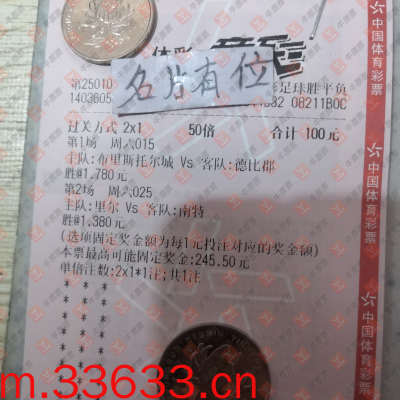 体彩
第25010
足球胜平负
名片有位
1403605
082 08211B0C
过关方式 2x1 50倍 合计 100元
第1场 周六015
主队:布里斯托尔城 Vs 客队:德比郡
胜@1.780元
第2场 周六025
主队:里尔 Vs 客队:南特
胜@1.380元
(选项固定奖金额为每1元投注对应的奖金额)
本票最高可能固定奖金:245.50元
单倍注数:2x1*1注;共1注
中国体育彩票
中国体育彩票
中国体育彩票
m.33633.cn